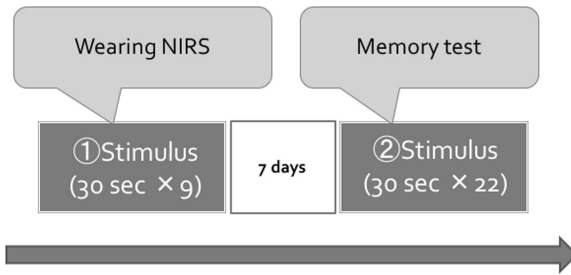 Wearing NIRS
Memory test
①Stimulus
(30 sec ×9)
7 days
②Stimulus
(30 sec ×22)